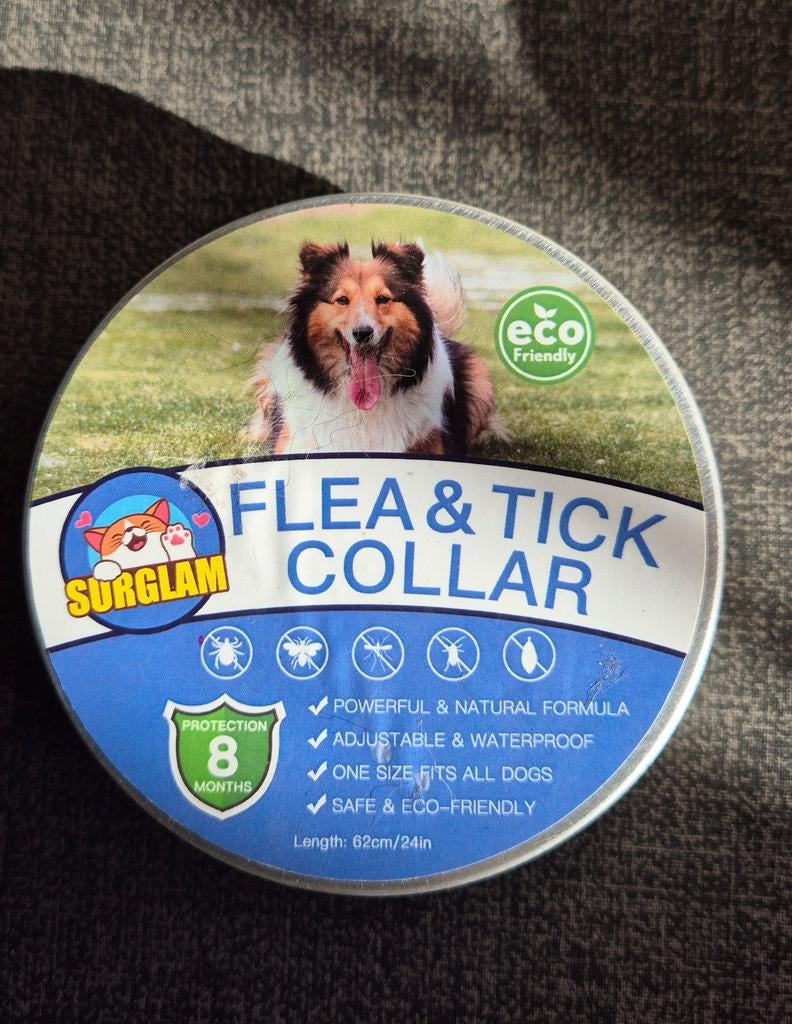 eco
Friendly
FLEA & TICK
COLLAR
SURGLAM
PROTECTION
8
MONTHS
POWERFUL & NATURAL FORMULA
ADJUSTABLE & WATERPROOF
ONE SIZE FITS ALL DOGS
SAFE & ECO-FRIENDLY
Length: 62cm/24in